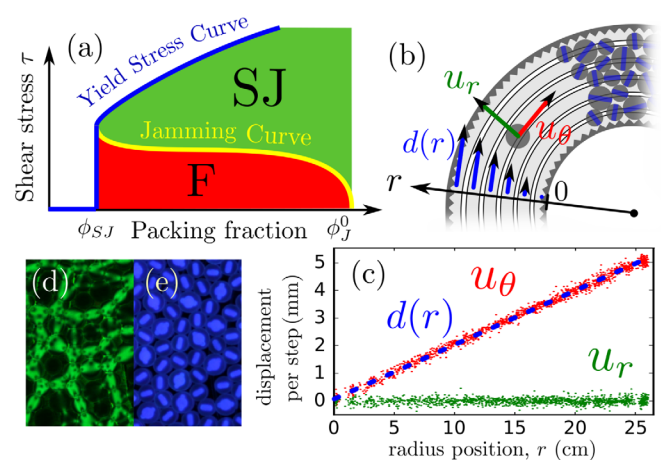 (a)
Yield Stress Curve
SJ
Jamming Curve
F
Shear stress τ
ϕSJ Packing fraction ϕJ0
(b)
ur
uθ
d(r)
r
0
(d)
(e)
(c)
uθ
d(r)
ur
displacement
per step (mm)
5
4
3
2
1
0
0 5 10 15 20 25
radius position, r (cm)